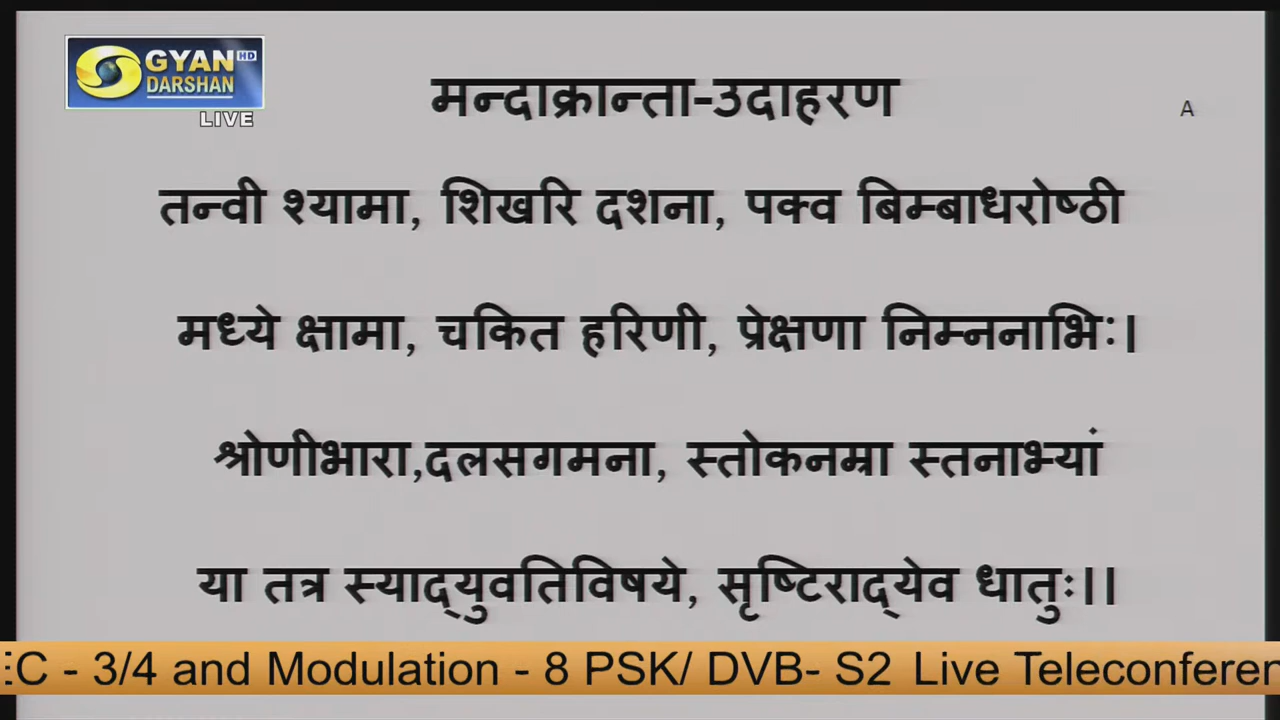 GYAN HD
DARSHAN
LIVE
मन्दाक्रान्ता-उदाहरण
A
तन्वी श्यामा, शिखरि दशना, पक्व बिम्बाधरोष्ठी
मध्ये क्षामा, चकित हरिणी, प्रेक्षणा निम्ननाभिः।
श्रोणीभारा,दलसगमना, स्तोकनम्रा स्तनाभ्यां
या तत्र स्याद्‌युवतिविषये, सृष्टिराद्‌येव धातुः।।
EC - 3/4 and Modulation - 8 PSK/ DVB- S2 Live Teleconferen